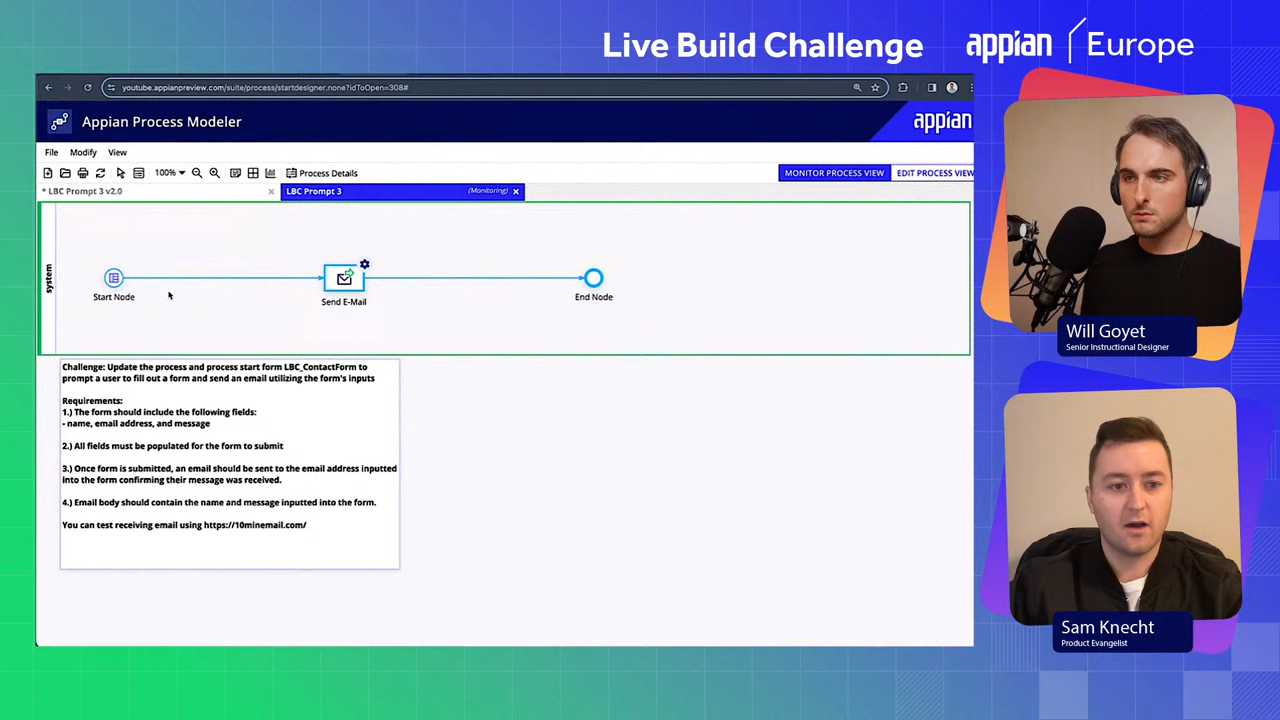 Live Build Challenge
appian Europe
youtube.appianpreview.com/suite/process/startdesigner.none?idToOpen=308#
Appian Process Modeler
appian
File Modify View
100% Process Details
MONITOR PROCESS VIEW EDIT PROCESS VIEW
* LBC Prompt 3 v2.0 x
LBC Prompt 3 (Monitoring) x
system
Start Node
Send E-Mail
End Node
Challenge: Update the process and process start form LBC_ContactForm to
prompt a user to fill out a form and send an email utilizing the form's inputs
Requirements:
1.) The form should include the following fields:
- name, email address, and message
2.) All fields must be populated for the form to submit
3.) Once form is submitted, an email should be sent to the email address inputted
into the form confirming their message was received.
4.) Email body should contain the name and message inputted into the form.
You can test receiving email using https://10minemail.com/
Will Goyet
Senior Instructional Designer
Sam Knecht
Product Evangelist